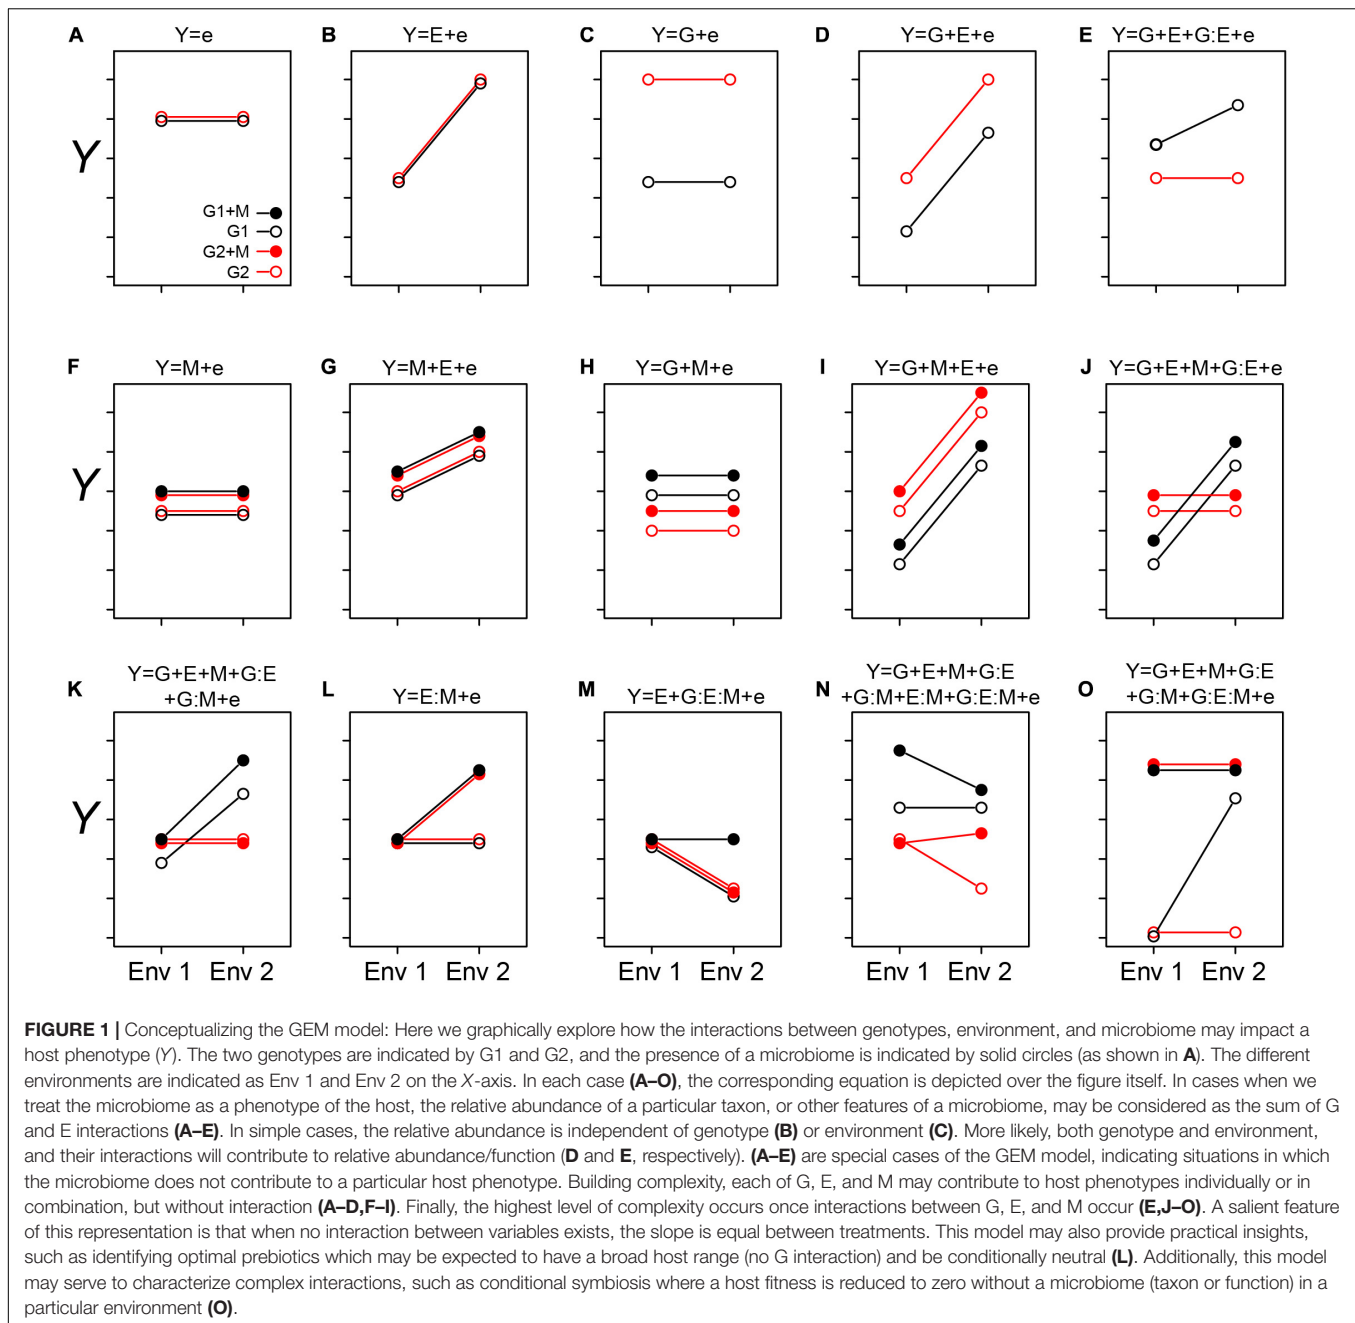 A Y=e
B Y=E+e
C Y=G+e
D Y=G+E+e
E Y=G+E+G:E+e
Y
G1+M
G1
G2+M
G2
F Y=M+e
G Y=M+E+e
H Y=G+M+e
I Y=G+M+E+e
J Y=G+E+M+G:E+e
Y
K Y=G+E+M+G:E
+G:M+e
L Y=E:M+e
M Y=E+G:E:M+e
N Y=G+E+M+G:E
+G:M+E:M+G:E:M+e
O Y=G+E+M+G:E
+G:M+G:E:M+e
Y
Env 1 Env 2 Env 1 Env 2 Env 1 Env 2 Env 1 Env 2 Env 1 Env 2
FIGURE 1 | Conceptualizing the GEM model: Here we graphically explore how the interactions between genotypes, environment, and microbiome may impact a
host phenotype (Y). The two genotypes are indicated by G1 and G2, and the presence of a microbiome is indicated by solid circles (as shown in A). The different
environments are indicated as Env 1 and Env 2 on the X-axis. In each case (A–O), the corresponding equation is depicted over the figure itself. In cases when we
treat the microbiome as a phenotype of the host, the relative abundance of a particular taxon, or other features of a microbiome, may be considered as the sum of G
and E interactions (A–E). In simple cases, the relative abundance is independent of genotype (B) or environment (C). More likely, both genotype and environment,
and their interactions will contribute to relative abundance/function (D and E, respectively). (A–E) are special cases of the GEM model, indicating situations in which
the microbiome does not contribute to a particular host phenotype. Building complexity, each of G, E, and M may contribute to host phenotypes individually or in
combination, but without interaction (A–D,F–I). Finally, the highest level of complexity occurs once interactions between G, E, and M occur (E,J–O). A salient feature
of this representation is that when no interaction between variables exists, the slope is equal between treatments. This model may also provide practical insights,
such as identifying optimal prebiotics which may be expected to have a broad host range (no G interaction) and be conditionally neutral (L). Additionally, this model
may serve to characterize complex interactions, such as conditional symbiosis where a host fitness is reduced to zero without a microbiome (taxon or function) in a
particular environment (O).